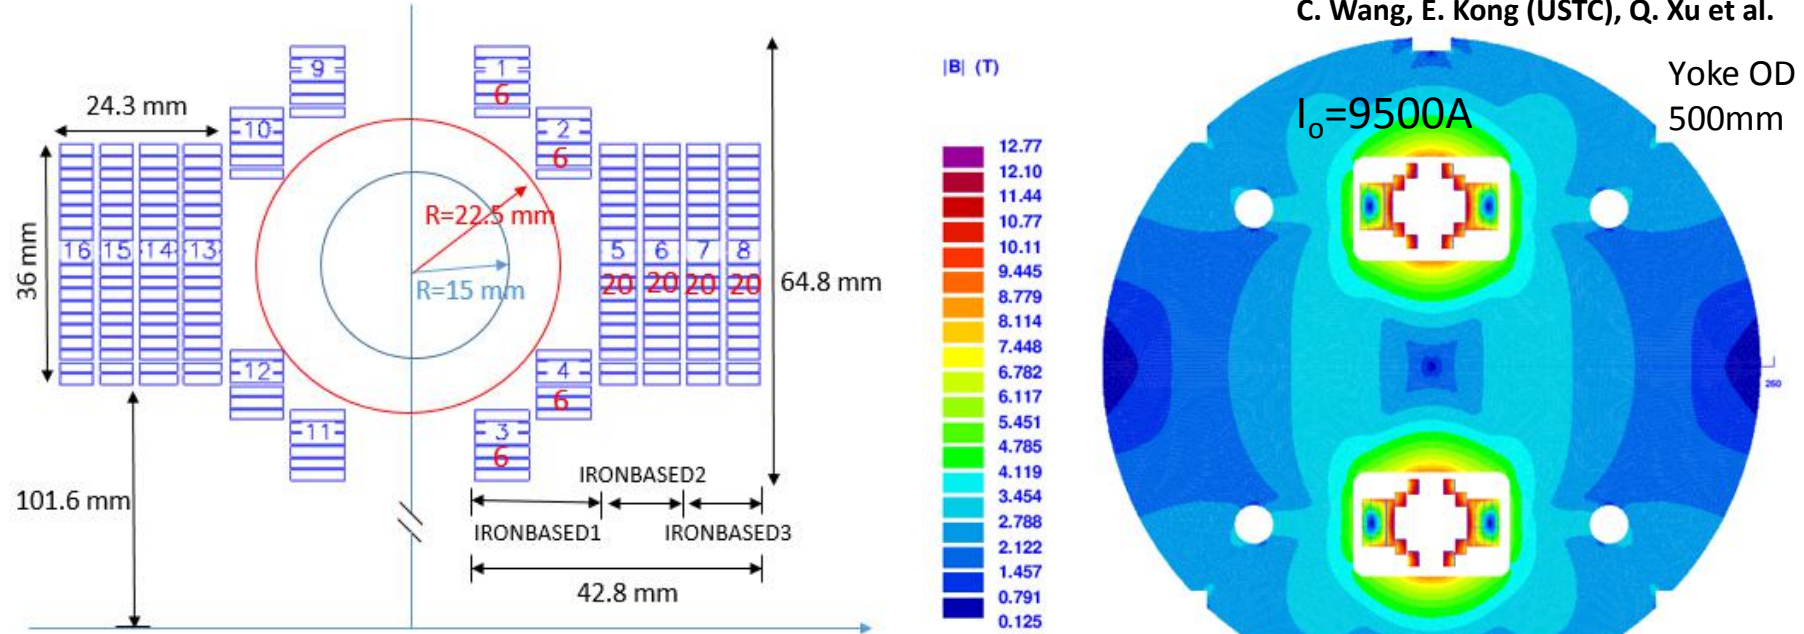 C. Wang, E. Kong (USTC), Q. Xu et al.
9
1
6
24.3 mm
10
2
6
R=22.5 mm
16 15 14 13
5 6 7 8
20 20 20 20
36 mm
R=15 mm
64.8 mm
12
4
6
11
3
6
101.6 mm
IRONBASED2
IRONBASED1
IRONBASED3
42.8 mm
|B| (T)
12.77
12.10
11.44
10.77
10.11
9.445
8.779
8.114
7.448
6.782
6.117
5.451
4.785
4.119
3.454
2.788
2.122
1.457
0.791
0.125
Io=9500A
Yoke OD
500mm
260